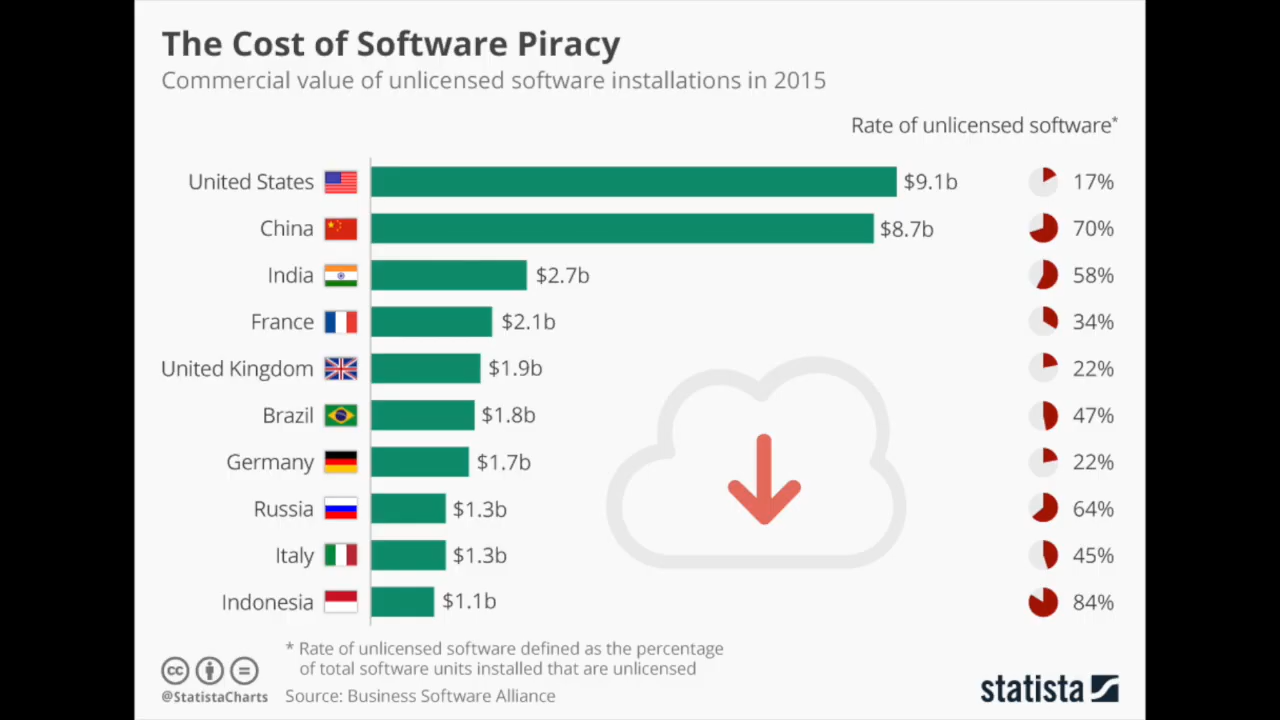 The Cost of Software Piracy
Commercial value of unlicensed software installations in 2015
Rate of unlicensed software*
United States $9.1b 17%
China $8.7b 70%
India $2.7b 58%
France $2.1b 34%
United Kingdom $1.9b 22%
Brazil $1.8b 47%
Germany $1.7b 22%
Russia $1.3b 64%
Italy $1.3b 45%
Indonesia $1.1b 84%
* Rate of unlicensed software defined as the percentage
of total software units installed that are unlicensed
cc
@StatistaCharts Source: Business Software Alliance
statista